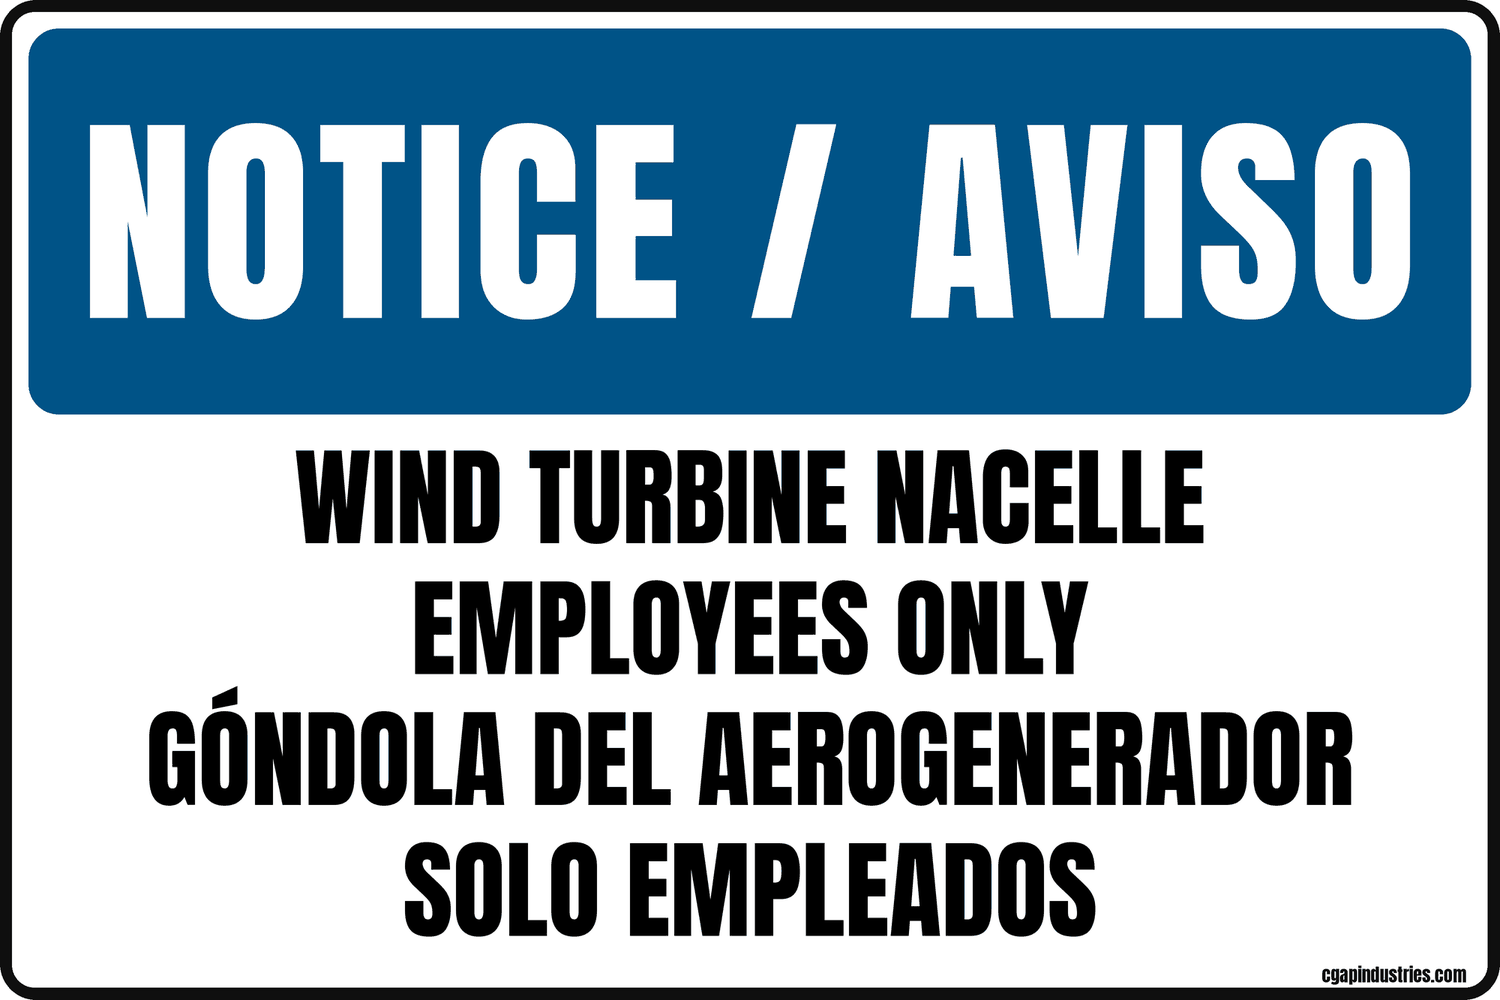 NOTICE / AVISO
WIND TURBINE NACELLE
EMPLOYEES ONLY
GÓNDOLA DEL AEROGENERADOR
SOLO EMPLEADOS
cgapindustries.com